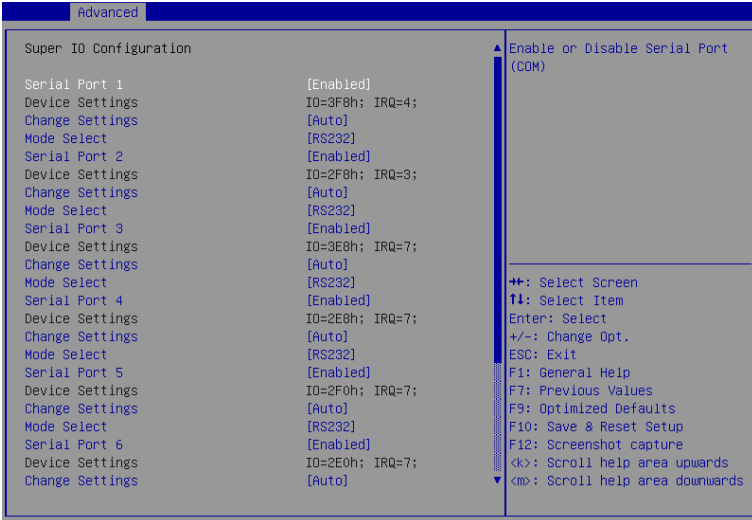 Advanced
Super IO Configuration
Serial Port 1 [Enabled]
Device Settings IO=3F8h; IRQ=4;
Change Settings [Auto]
Mode Select [RS232]
Serial Port 2 [Enabled]
Device Settings IO=2F8h; IRQ=3;
Change Settings [Auto]
Mode Select [RS232]
Serial Port 3 [Enabled]
Device Settings IO=3E8h; IRQ=7;
Change Settings [Auto]
Mode Select [RS232]
Serial Port 4 [Enabled]
Device Settings IO=2E8h; IRQ=7;
Change Settings [Auto]
Mode Select [RS232]
Serial Port 5 [Enabled]
Device Settings IO=2F0h; IRQ=7;
Change Settings [Auto]
Mode Select [RS232]
Serial Port 6 [Enabled]
Device Settings IO=2E0h; IRQ=7;
Change Settings [Auto]
Enable or Disable Serial Port
(COM)
→←: Select Screen
↑↓: Select Item
Enter: Select
+/-: Change Opt.
ESC: Exit
F1: General Help
F7: Previous Values
F9: Optimized Defaults
F10: Save & Reset Setup
F12: Screenshot capture
<k>: Scroll help area upwards
<m>: Scroll help area downwards